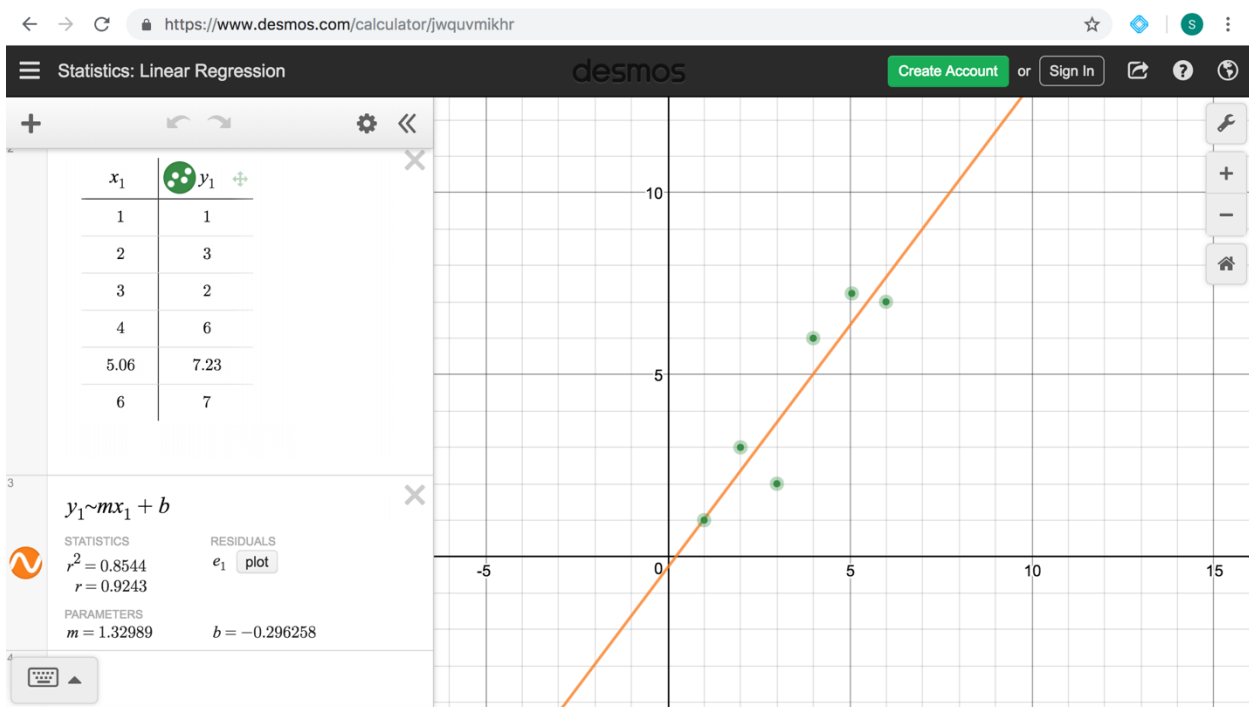 https://www.desmos.com/calculator/jwquvmikhr
S
Statistics: Linear Regression
desmos
Create Account or Sign In
?
x₁ y₁
1 1
2 3
3 2
4 6
5.06 7.23
6 7
3
y₁~mx₁ + b
STATISTICS RESIDUALS
r² = 0.8544 e₁ plot
r = 0.9243
PARAMETERS
m = 1.32989 b = −0.296258
4
10
5
-5 0 5 10 15